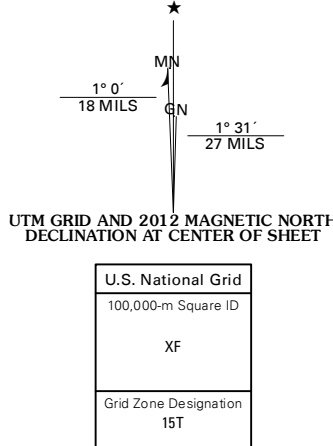 ★
MN
1° 0´
18 MILS
GN
1° 31´
27 MILS
UTM GRID AND 2012 MAGNETIC NORTH
DECLINATION AT CENTER OF SHEET
U.S. National Grid
100,000-m Square ID
XF
Grid Zone Designation
15T